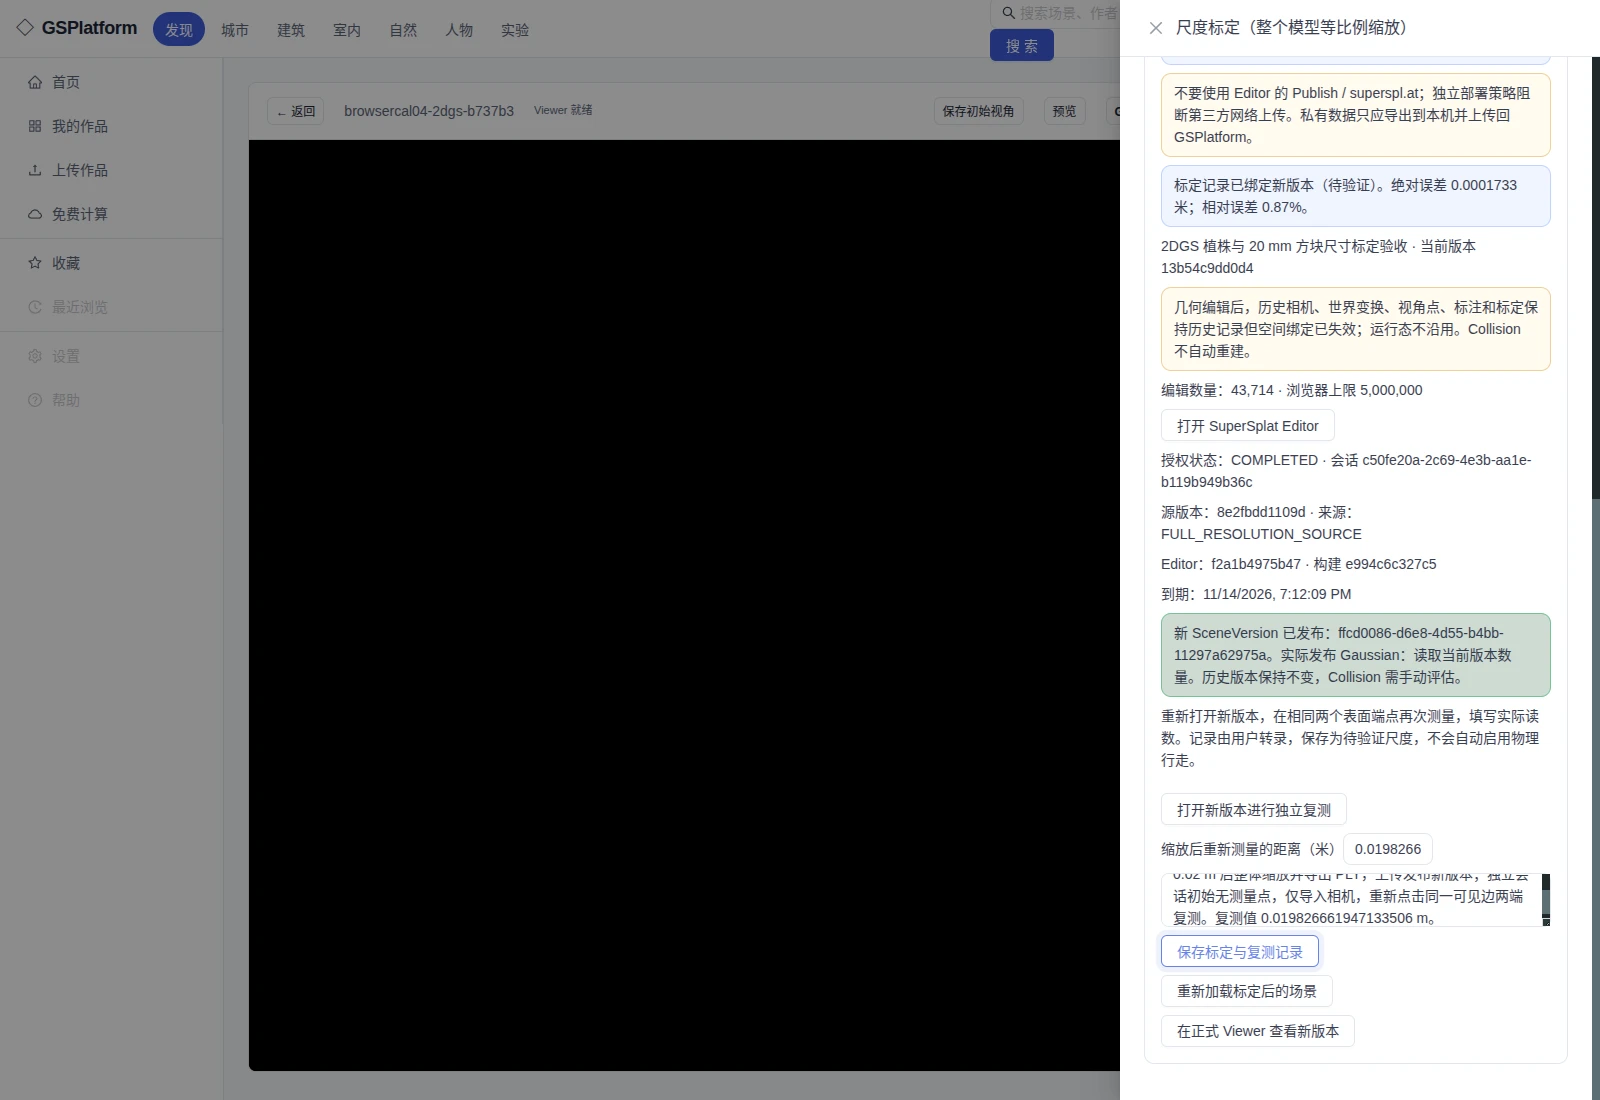 GSPlatform
发现
城市
建筑
室内
自然
人物
实验
搜索场景、作者
搜 索
首页
我的作品
上传作品
免费计算
收藏
最近浏览
设置
帮助
← 返回
browsercal04-2dgs-b737b3
Viewer 就绪
保存初始视角
预览
尺度标定（整个模型等比例缩放）
不要使用 Editor 的 Publish / superspl.at；独立部署策略阻
断第三方网络上传。私有数据只应导出到本机并上传回
GSPlatform。
标定记录已绑定新版本（待验证）。绝对误差 0.0001733
米；相对误差 0.87%。
2DGS 植株与 20 mm 方块尺寸标定验收 · 当前版本
13b54c9dd0d4
几何编辑后，历史相机、世界变换、视角点、标注和标定保
持历史记录但空间绑定已失效；运行态不沿用。Collision
不自动重建。
编辑数量：43,714 · 浏览器上限 5,000,000
打开 SuperSplat Editor
授权状态：COMPLETED · 会话 c50fe20a-2c69-4e3b-aa1e-
b119b949b36c
源版本：8e2fbdd1109d · 来源：
FULL_RESOLUTION_SOURCE
Editor：f2a1b4975b47 · 构建 e994c6c327c5
到期：11/14/2026, 7:12:09 PM
新 SceneVersion 已发布：ffcd0086-d6e8-4d55-b4bb-
11297a62975a。实际发布 Gaussian：读取当前版本数
量。历史版本保持不变，Collision 需手动评估。
重新打开新版本，在相同两个表面端点再次测量，填写实际读
数。记录由用户转录，保存为待验证尺度，不会自动启用物理
行走。
打开新版本进行独立复测
缩放后重新测量的距离（米） 0.0198266
0.02 m 后整体缩放并导出 PLY，上传发布新版本；独立会
话初始无测量点，仅导入相机，重新点击同一可见边两端
复测。复测值 0.019826661947133506 m。
保存标定与复测记录
重新加载标定后的场景
在正式 Viewer 查看新版本